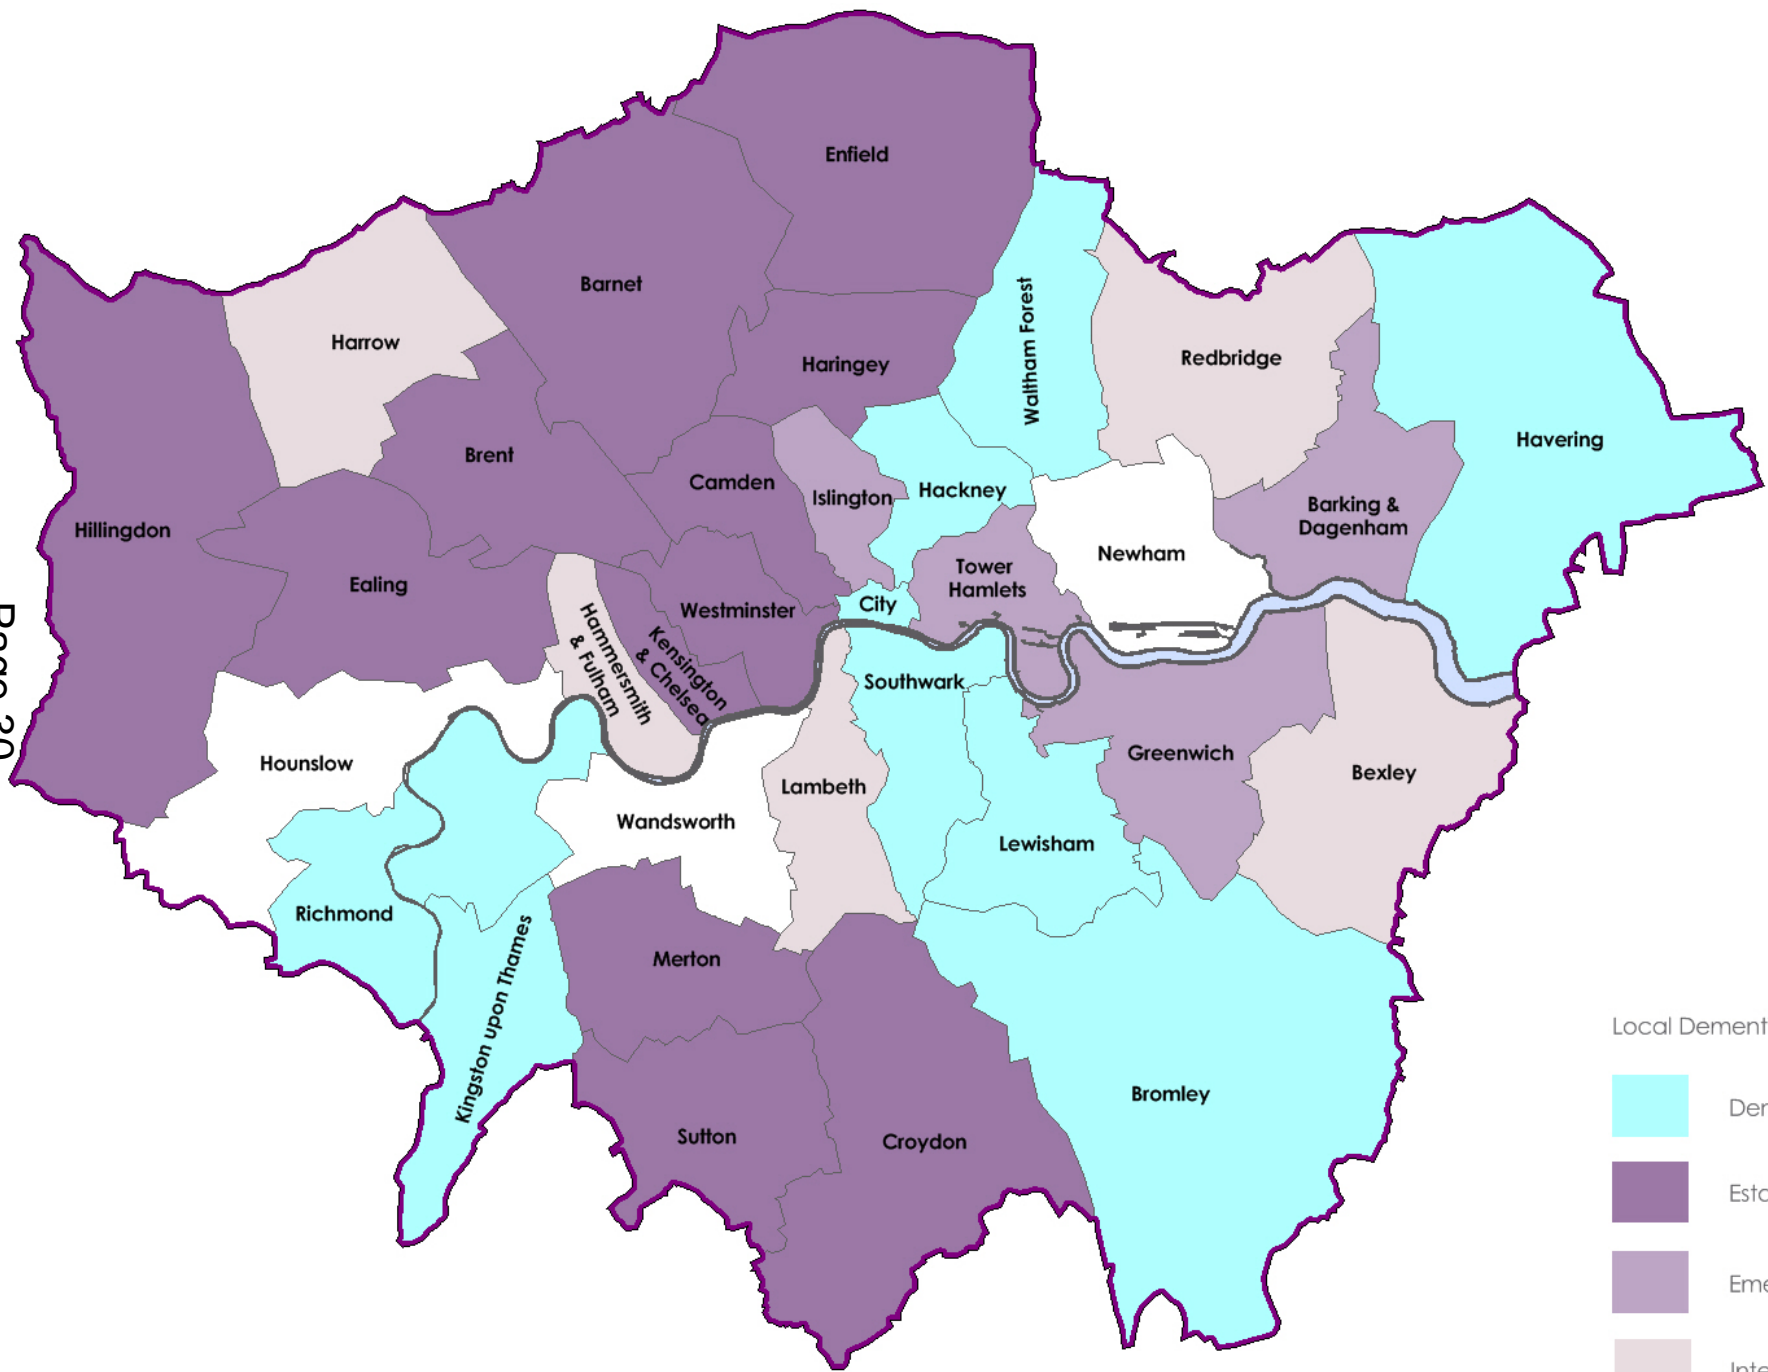 Enfield
Barnet
Harrow
Haringey
Waltham Forest
Redbridge
Havering
Brent
Camden
Islington
Hackney
Hillingdon
Barking &
Dagenham
Newham
Tower
Hamlets
Ealing
Westminster
City
Hammersmith
& Fulham
Kensington
& Chelsea
Southwark
Hounslow
Greenwich
Bexley
Lambeth
Wandsworth
Lewisham
Richmond
Merton
Kingston upon Thames
Bromley
Sutton
Croydon
Local Dement
Der
Esta
Eme
Inte